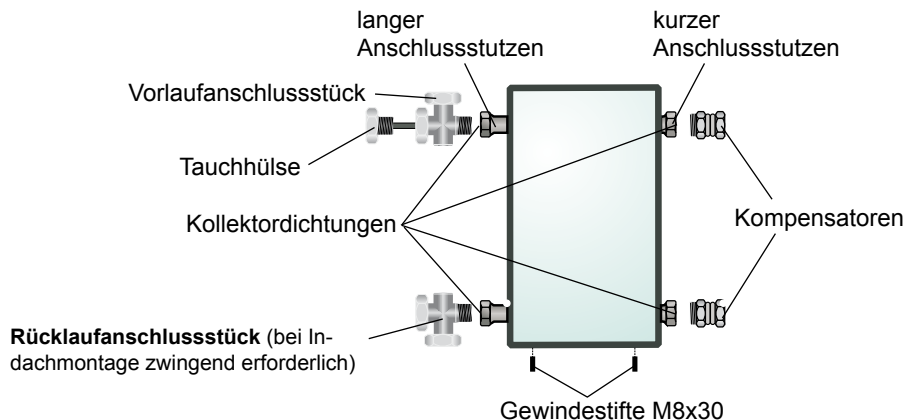 langer
Anschlussstutzen
kurzer
Anschlussstutzen
Vorlaufanschlussstück
Tauchhülse
Kollektordichtungen
Kompensatoren
Rücklaufanschlussstück (bei In-
dachmontage zwingend erforderlich)
Gewindestifte M8x30